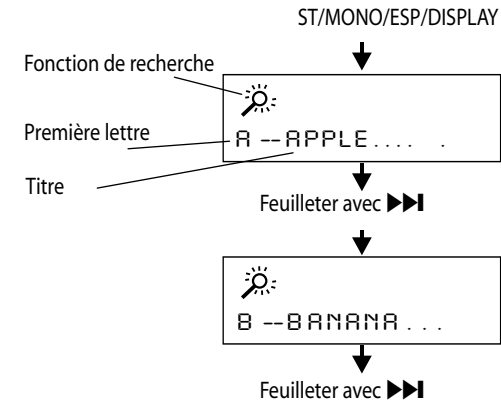 ST/MONO/ESP/DISPLAY
Fonction de recherche
Première lettre
A --APPLE.... .
Titre
Feuilleter avec ▶▶I
B --BANANA...
Feuilleter avec ▶▶I